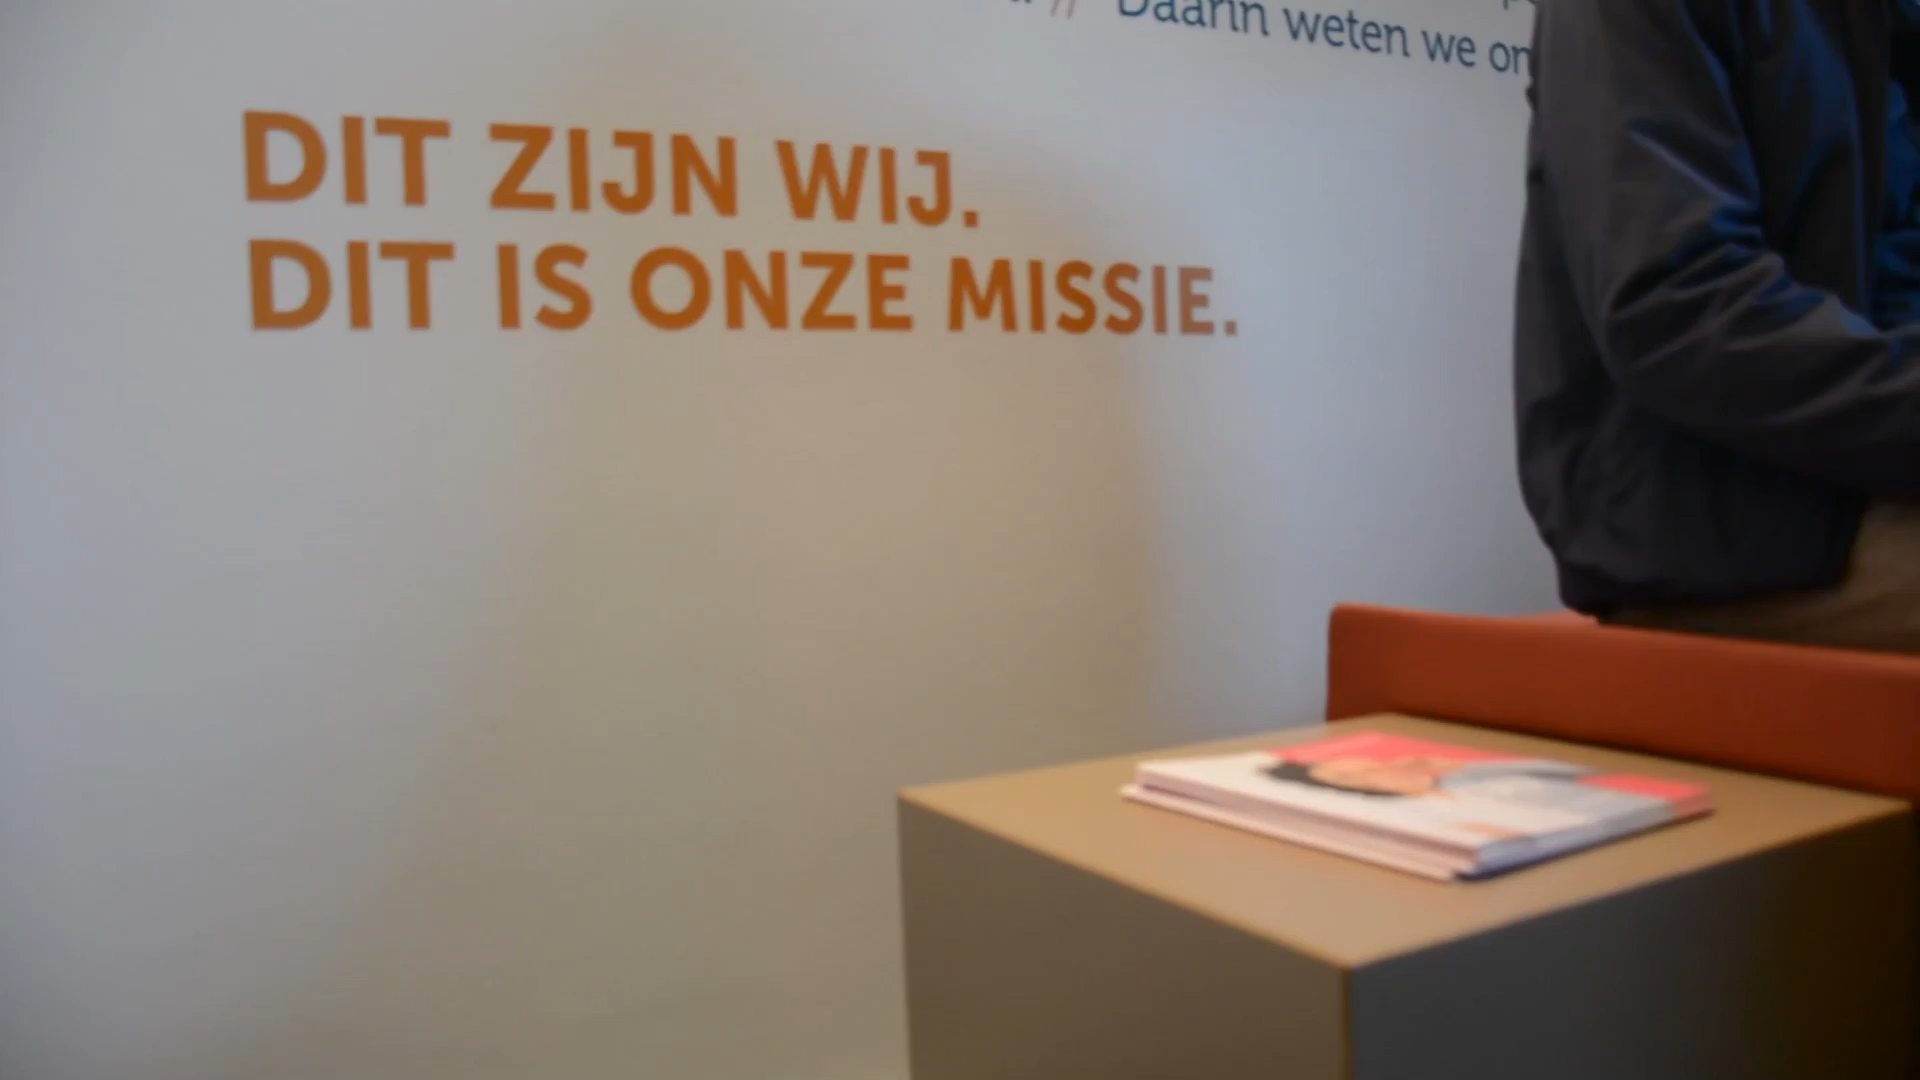 // Daarin weten we
DIT ZIJN WIJ.
DIT IS ONZE MISSIE.